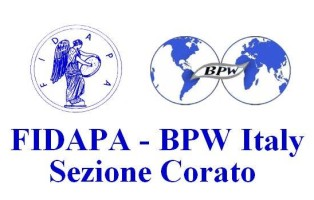 FIDAPA
BPW
FIDAPA - BPW Italy
Sezione Corato